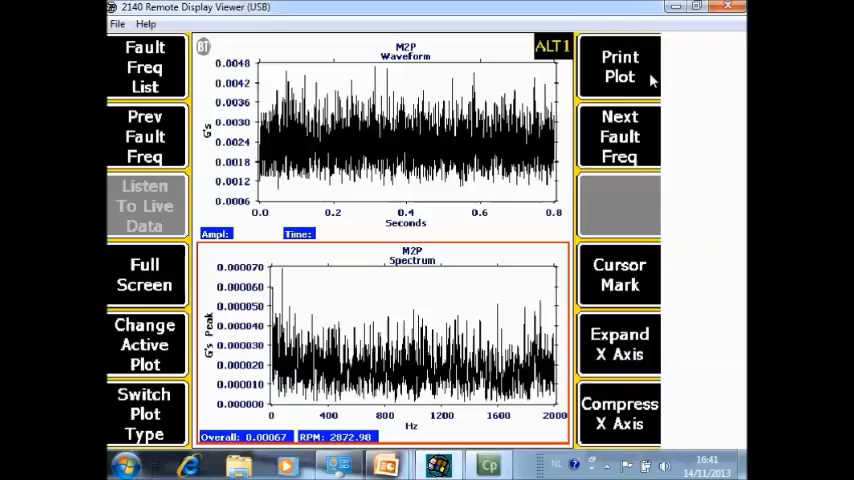 2140 Remote Display Viewer (USB)
File Help
Fault
Freq
List
Prev
Fault
Freq
Listen
To Live
Data
Full
Screen
Change
Active
Plot
Switch
Plot
Type
BT
M2P
Waveform
ALT1
G's
0.0048
0.0042
0.0036
0.0030
0.0024
0.0018
0.0012
0.0006
0.0 0.2 0.4 0.6 0.8
Seconds
Ampl: Time:
M2P
Spectrum
G's Peak
0.000070
0.000060
0.000050
0.000040
0.000030
0.000020
0.000010
0.000000
0 400 800 1200 1600 2000
Hz
Overall: 0.00067 RPM: 2872.98
Print
Plot
Next
Fault
Freq
Cursor
Mark
Expand
X Axis
Compress
X Axis
Cp
NL
16:41
14/11/2013